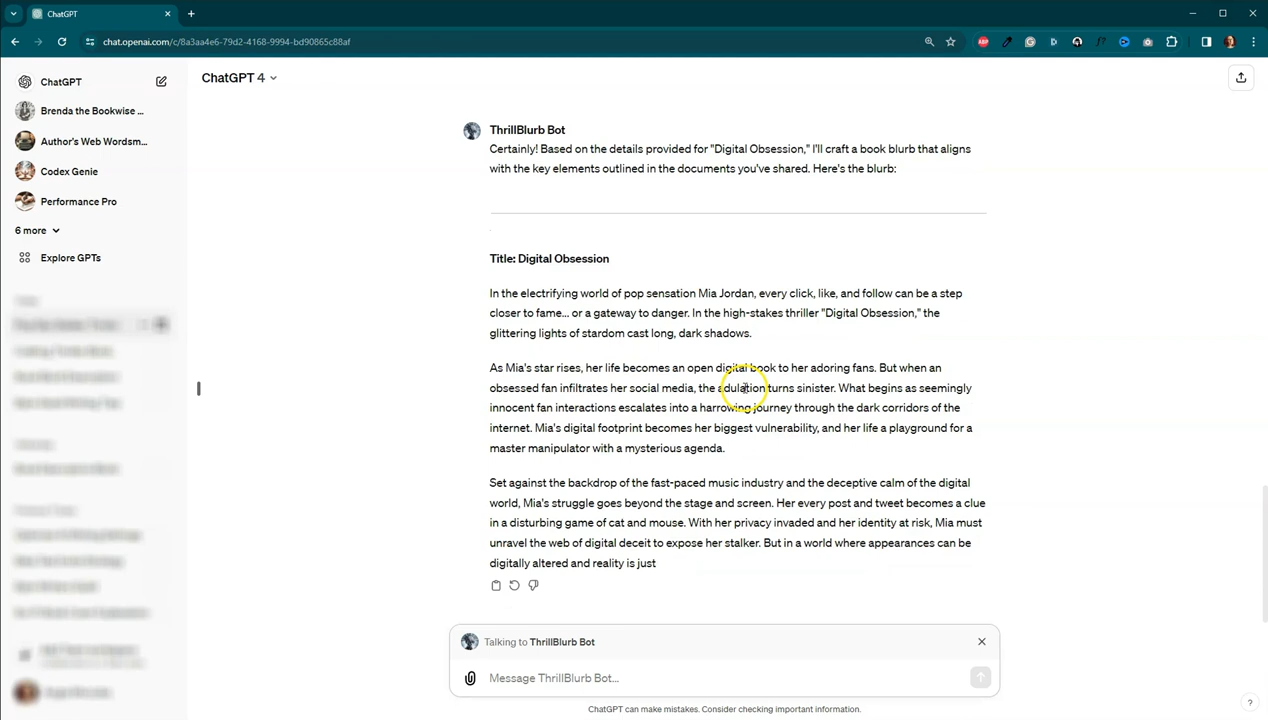 ChatGPT
chat.openai.com/c/8a3aa4e6-79d2-4168-9994-bd90865c88af
ChatGPT
Brenda the Bookwise ...
Author's Web Wordsm...
Codex Genie
Performance Pro
6 more
Explore GPTs
ChatGPT 4
ThrillBlurb Bot
Certainly! Based on the details provided for "Digital Obsession," I'll craft a book blurb that aligns
with the key elements outlined in the documents you've shared. Here's the blurb:
Title: Digital Obsession
In the electrifying world of pop sensation Mia Jordan, every click, like, and follow can be a step
closer to fame... or a gateway to danger. In the high-stakes thriller "Digital Obsession," the
glittering lights of stardom cast long, dark shadows.
As Mia's star rises, her life becomes an open digital book to her adoring fans. But when an
obsessed fan infiltrates her social media, the adulation turns sinister. What begins as seemingly
innocent fan interactions escalates into a harrowing journey through the dark corridors of the
internet. Mia's digital footprint becomes her biggest vulnerability, and her life a playground for a
master manipulator with a mysterious agenda.
Set against the backdrop of the fast-paced music industry and the deceptive calm of the digital
world, Mia's struggle goes beyond the stage and screen. Her every post and tweet becomes a clue
in a disturbing game of cat and mouse. With her privacy invaded and her identity at risk, Mia must
unravel the web of digital deceit to expose her stalker. But in a world where appearances can be
digitally altered and reality is just
Talking to ThrillBlurb Bot
Message ThrillBlurb Bot...
ChatGPT can make mistakes. Consider checking important information.